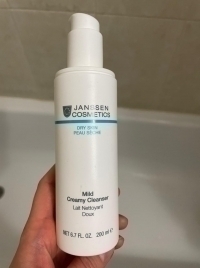 JANSSEN
COSMETICS
DRY SKIN
PEAU SÈCHE
Mild
Creamy Cleanser
Lait Nettoyant
Doux
NET 6.7 FL. OZ. 200 ml ℮